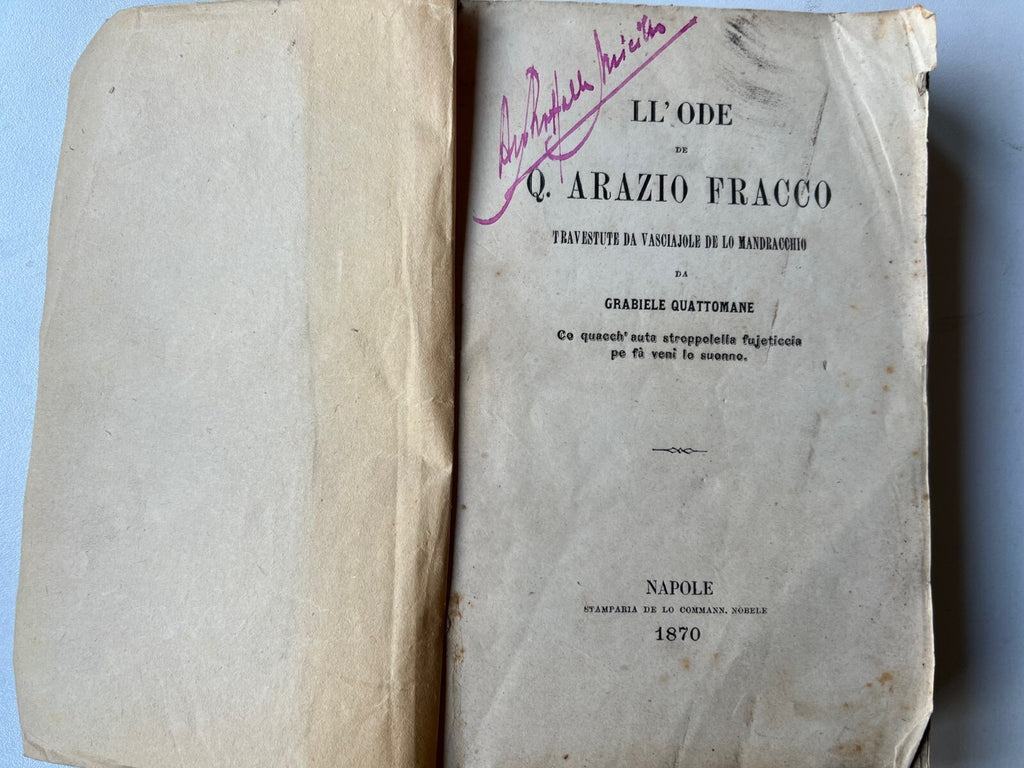 LL' ODE
DE
Q. ARAZIO FRACCO
TRAVESTUTE DA VASCIAJOLE DE LO MANDRACCHIO
DA
GRABIELE QUATTOMANE
Co quacch' auta stroppolella fujeticcia
pe fà venì lo suonno.
NAPOLE
STAMPARIA DE LO COMMANN. NOBELE
1870